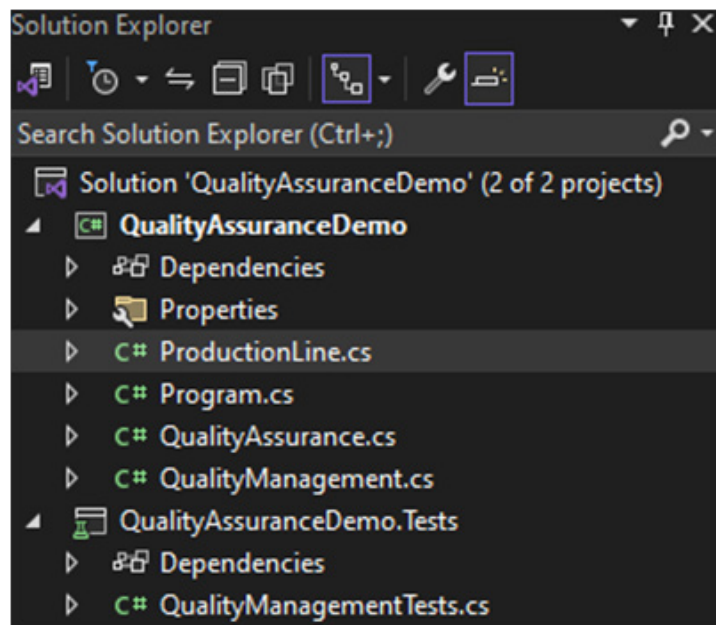 Solution Explorer
Search Solution Explorer (Ctrl+;)
Solution 'QualityAssuranceDemo' (2 of 2 projects)
C# QualityAssuranceDemo
Dependencies
Properties
C# ProductionLine.cs
C# Program.cs
C# QualityAssurance.cs
C# QualityManagement.cs
QualityAssuranceDemo.Tests
Dependencies
C# QualityManagementTests.cs